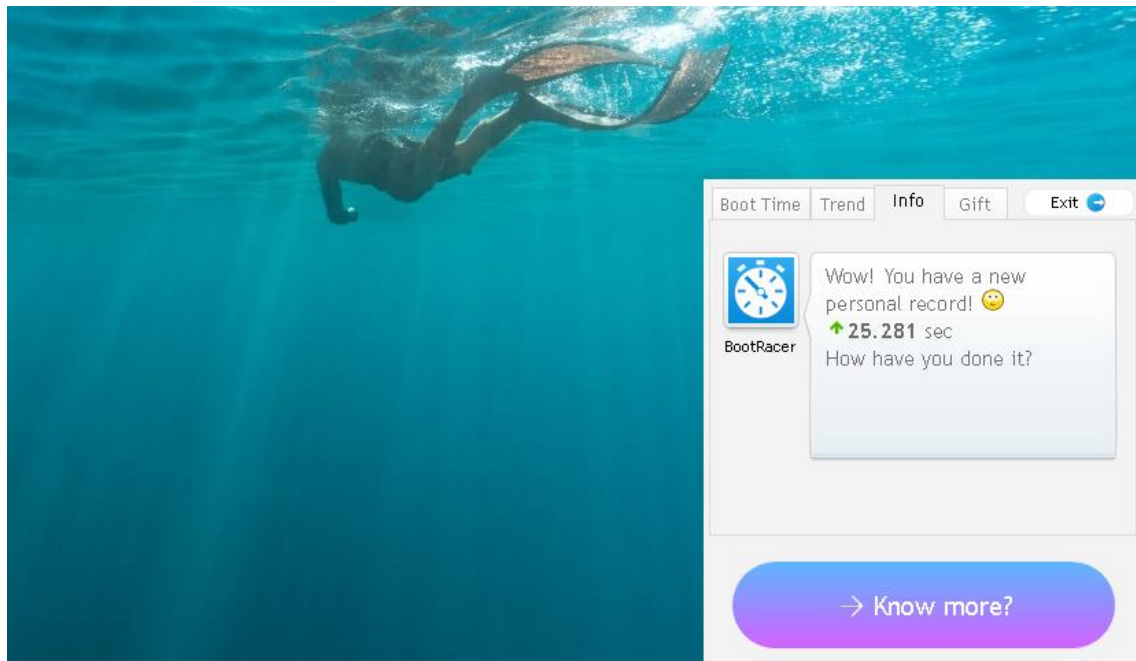 Boot Time
Trend
Info
Gift
Exit
BootRacer
Wow! You have a new
personal record!
25.281 sec
How have you done it?
→ Know more?